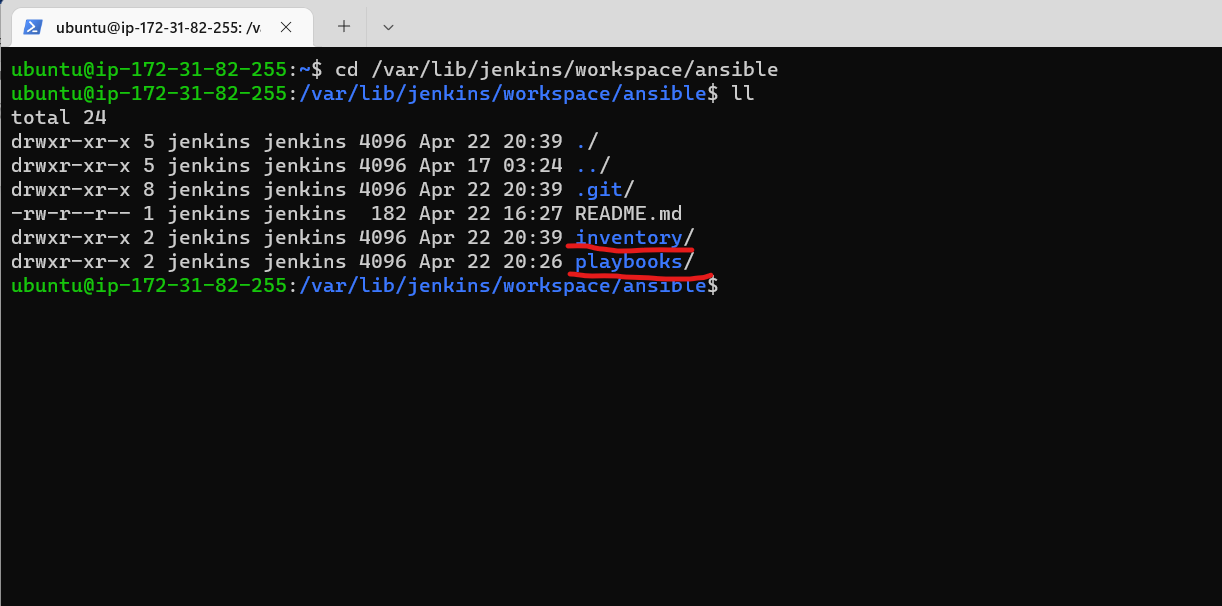 ubuntu@ip-172-31-82-255: /v
ubuntu@ip-172-31-82-255:~$ cd /var/lib/jenkins/workspace/ansible
ubuntu@ip-172-31-82-255:/var/lib/jenkins/workspace/ansible$ ll
total 24
drwxr-xr-x 5 jenkins jenkins 4096 Apr 22 20:39 ./
drwxr-xr-x 5 jenkins jenkins 4096 Apr 17 03:24 ../
drwxr-xr-x 8 jenkins jenkins 4096 Apr 22 20:39 .git/
-rw-r--r-- 1 jenkins jenkins  182 Apr 22 16:27 README.md
drwxr-xr-x 2 jenkins jenkins 4096 Apr 22 20:39 inventory/
drwxr-xr-x 2 jenkins jenkins 4096 Apr 22 20:26 playbooks/
ubuntu@ip-172-31-82-255:/var/lib/jenkins/workspace/ansible$